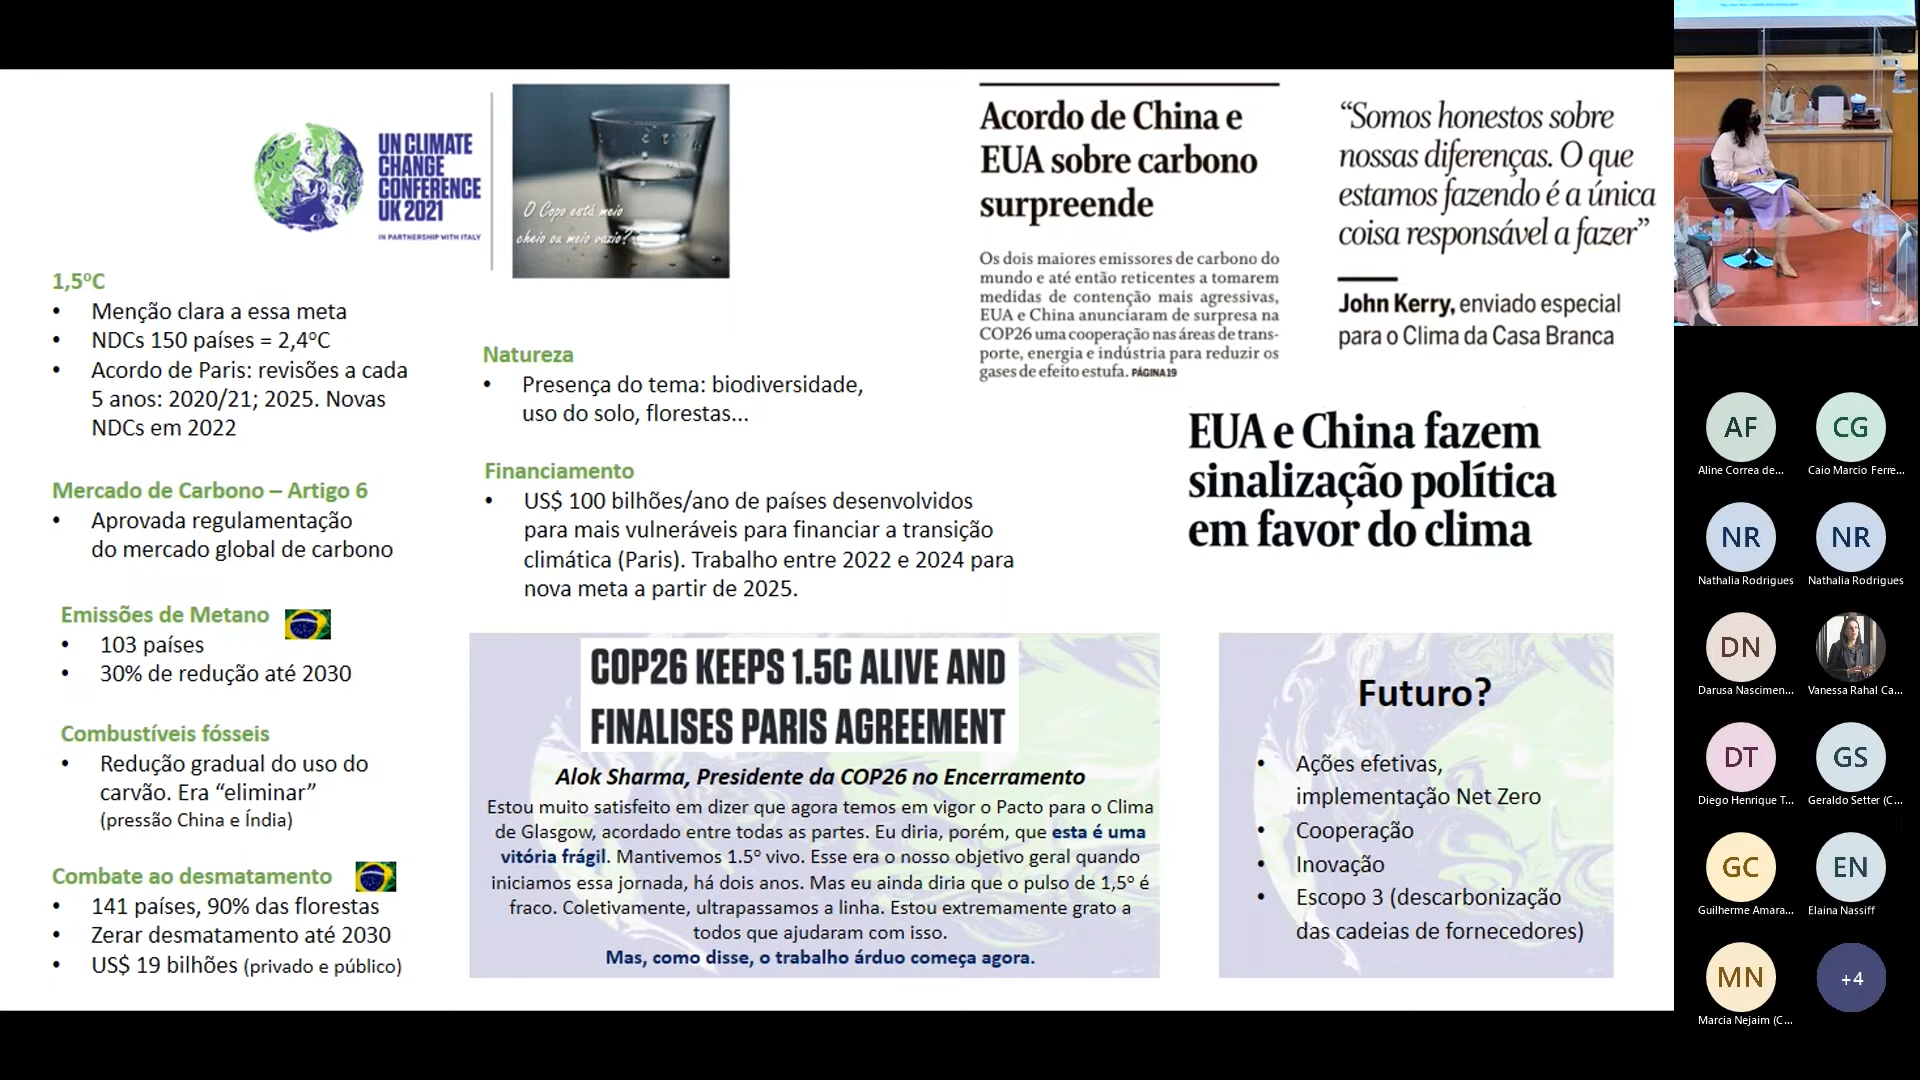 UN CLIMATE
CHANGE
CONFERENCE
UK 2021
IN PARTNERSHIP WITH ITALY
O Copo está meio
cheio ou meio vazio?
1,5ºC
• Menção clara a essa meta
• NDCs 150 países = 2,4ºC
• Acordo de Paris: revisões a cada
5 anos: 2020/21; 2025. Novas
NDCs em 2022
Mercado de Carbono – Artigo 6
• Aprovada regulamentação
do mercado global de carbono
Emissões de Metano
• 103 países
• 30% de redução até 2030
Combustíveis fósseis
• Redução gradual do uso do
carvão. Era “eliminar”
(pressão China e Índia)
Combate ao desmatamento
• 141 países, 90% das florestas
• Zerar desmatamento até 2030
• US$ 19 bilhões (privado e público)
Natureza
• Presença do tema: biodiversidade,
uso do solo, florestas...
Financiamento
• US$ 100 bilhões/ano de países desenvolvidos
para mais vulneráveis para financiar a transição
climática (Paris). Trabalho entre 2022 e 2024 para
nova meta a partir de 2025.
Acordo de China e
EUA sobre carbono
surpreende
Os dois maiores emissores de carbono do
mundo e até então reticentes a tomarem
medidas de contenção mais agressivas,
EUA e China anunciaram de surpresa na
COP26 uma cooperação nas áreas de trans-
porte, energia e indústria para reduzir os
gases de efeito estufa. PÁGINA 19
“Somos honestos sobre
nossas diferenças. O que
estamos fazendo é a única
coisa responsável a fazer”
John Kerry, enviado especial
para o Clima da Casa Branca
EUA e China fazem
sinalização política
em favor do clima
COP26 KEEPS 1.5C ALIVE AND
FINALISES PARIS AGREEMENT
Alok Sharma, Presidente da COP26 no Encerramento
Estou muito satisfeito em dizer que agora temos em vigor o Pacto para o Clima
de Glasgow, acordado entre todas as partes. Eu diria, porém, que esta é uma
vitória frágil. Mantivemos 1.5º vivo. Esse era o nosso objetivo geral quando
iniciamos essa jornada, há dois anos. Mas eu ainda diria que o pulso de 1,5º é
fraco. Coletivamente, ultrapassamos a linha. Estou extremamente grato a
todos que ajudaram com isso.
Mas, como disse, o trabalho árduo começa agora.
Futuro?
• Ações efetivas,
implementação Net Zero
• Cooperação
• Inovação
• Escopo 3 (descarbonização
das cadeias de fornecedores)
AF
CG
Aline Correa de...
Caio Marcio Ferre...
NR
NR
Nathalia Rodrigues
Nathalia Rodrigues
DN
Darusa Nascimen...
Vanessa Rahal Ca...
DT
GS
Diego Henrique T...
Geraldo Setter (C...
GC
EN
Guilherme Amara...
Elaina Nassiff
MN
+4
Marcia Nejaim (C...